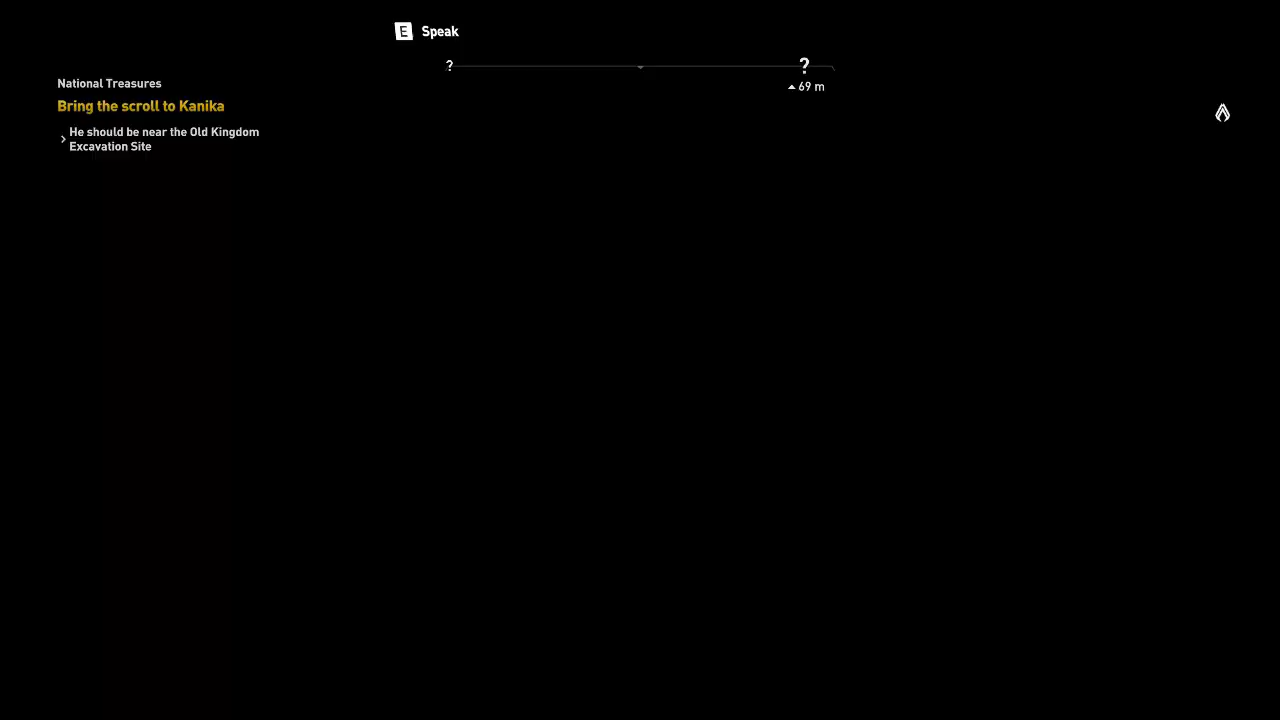 E Speak
? ?
69 m
National Treasures
Bring the scroll to Kanika
He should be near the Old Kingdom
Excavation Site